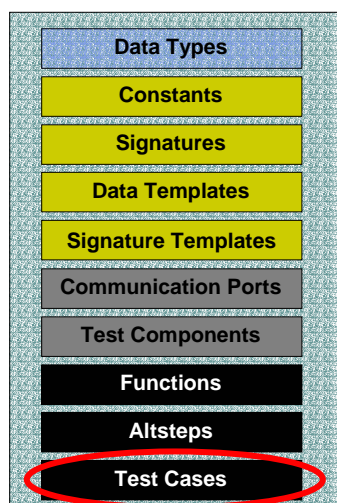 Data Types
Constants
Signatures
Data Templates
Signature Templates
Communication Ports
Test Components
Functions
Altsteps
Test Cases